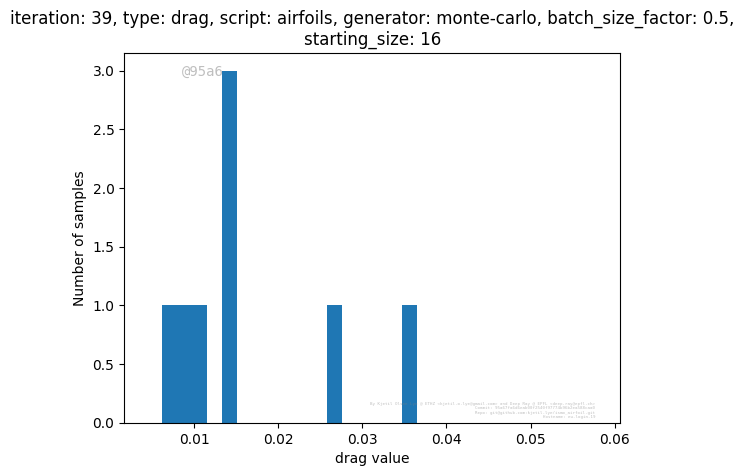 iteration: 39, type: drag, script: airfoils, generator: monte-carlo, batch_size_factor: 0.5,
starting_size: 16
@95a6
3.0
2.5
2.0
1.5
1.0
0.5
0.0
Number of samples
0.01 0.02 0.03 0.04 0.05 0.06
drag value